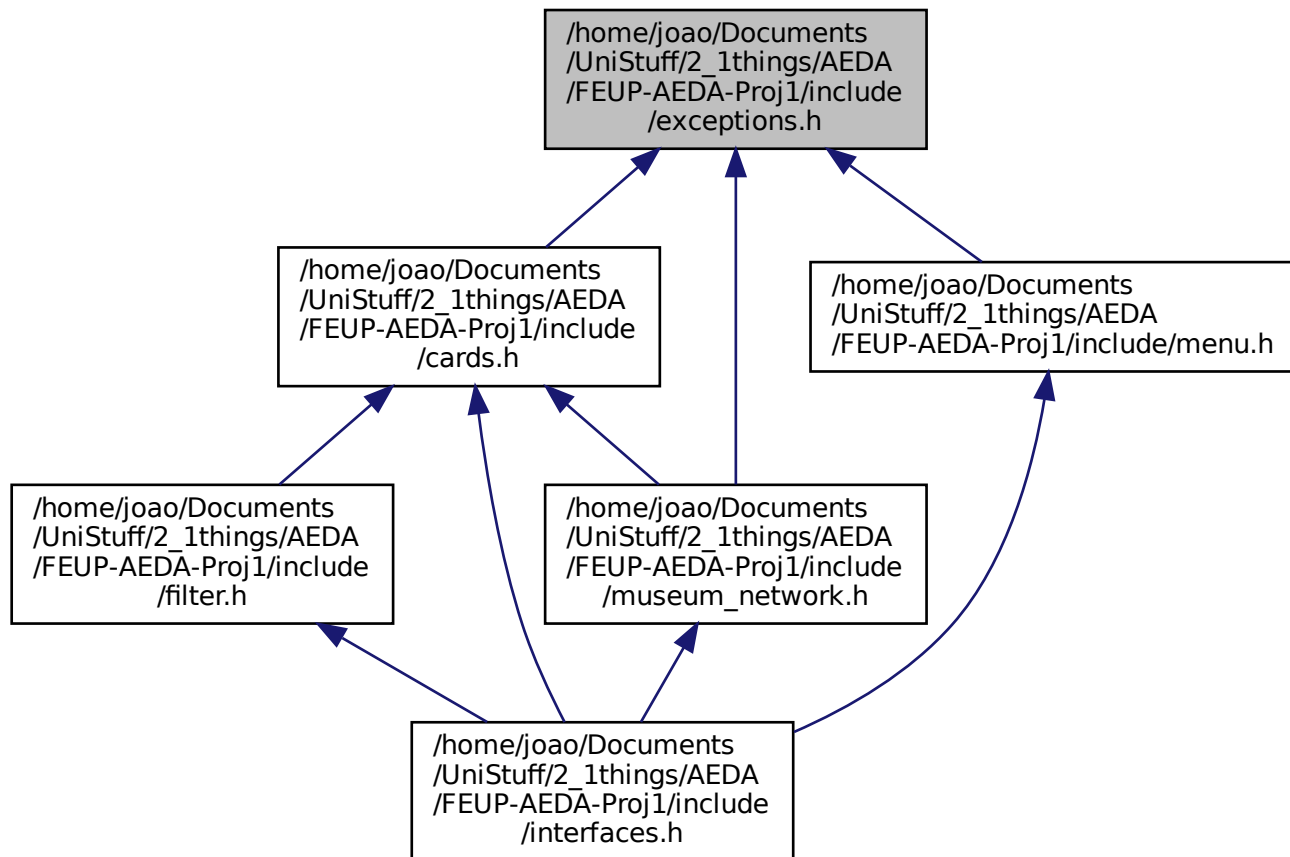 /home/joao/Documents
/UniStuff/2_1things/AEDA
/FEUP-AEDA-Proj1/include
/exceptions.h
/home/joao/Documents
/UniStuff/2_1things/AEDA
/FEUP-AEDA-Proj1/include
/cards.h
/home/joao/Documents
/UniStuff/2_1things/AEDA
/FEUP-AEDA-Proj1/include/menu.h
/home/joao/Documents
/UniStuff/2_1things/AEDA
/FEUP-AEDA-Proj1/include
/filter.h
/home/joao/Documents
/UniStuff/2_1things/AEDA
/FEUP-AEDA-Proj1/include
/museum_network.h
/home/joao/Documents
/UniStuff/2_1things/AEDA
/FEUP-AEDA-Proj1/include
/interfaces.h